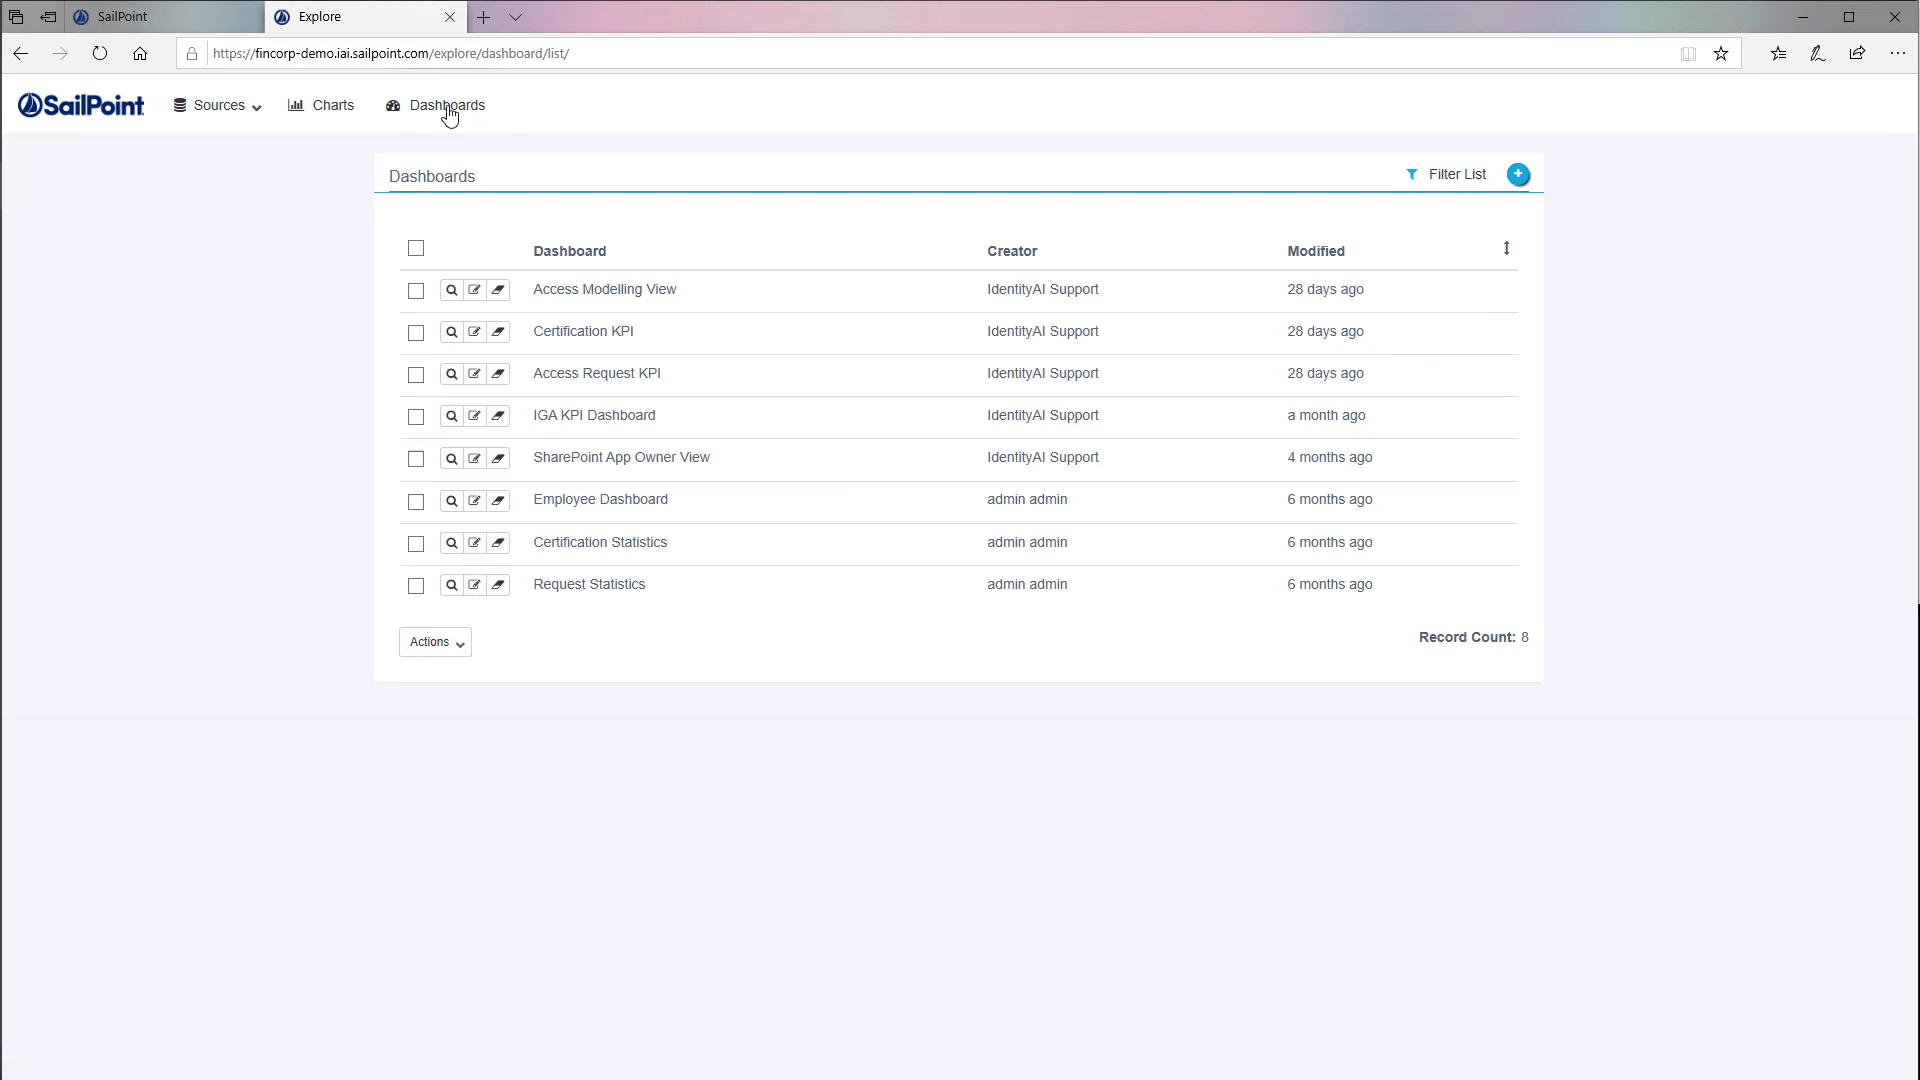 SailPoint
Explore
https://fincorp-demo.iai.sailpoint.com/explore/dashboard/list/
SailPoint Sources Charts Dashboards
Dashboards Filter List
Dashboard Creator Modified
Access Modelling View IdentityAI Support 28 days ago
Certification KPI IdentityAI Support 28 days ago
Access Request KPI IdentityAI Support 28 days ago
IGA KPI Dashboard IdentityAI Support a month ago
SharePoint App Owner View IdentityAI Support 4 months ago
Employee Dashboard admin admin 6 months ago
Certification Statistics admin admin 6 months ago
Request Statistics admin admin 6 months ago
Actions Record Count: 8